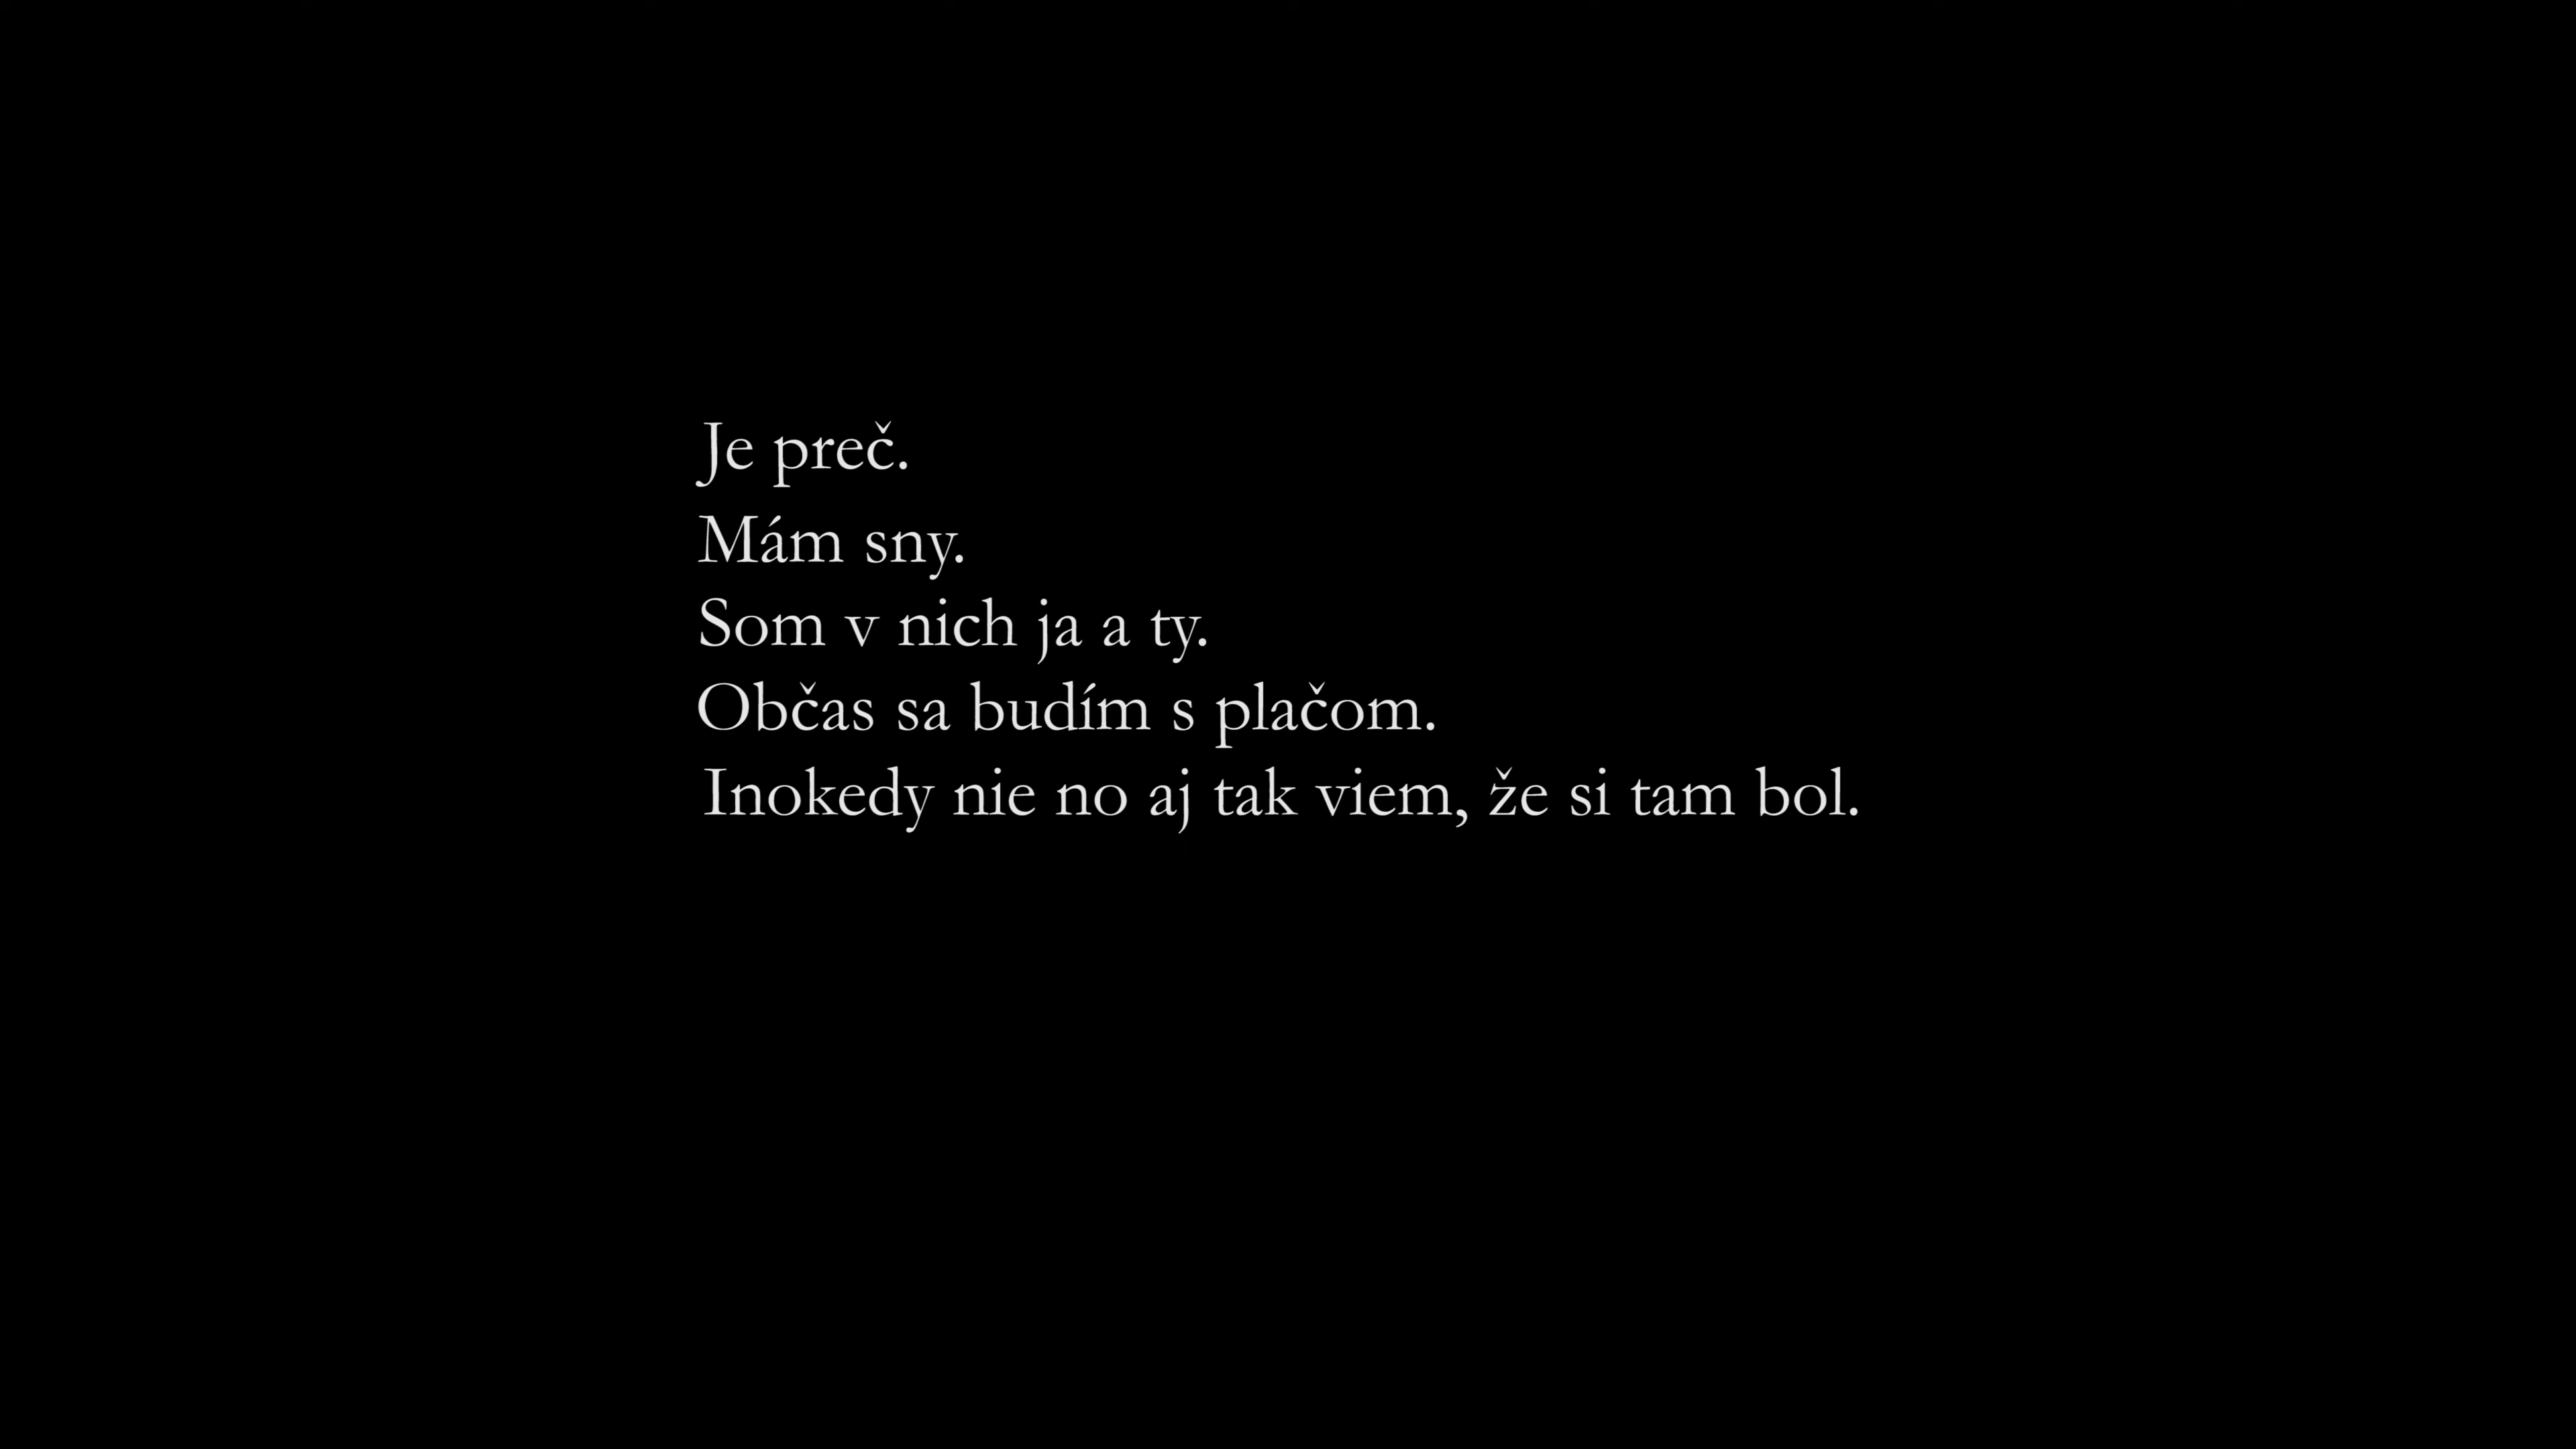 Je preč.
Mám sny.
Som v nich ja a ty.
Občas sa budím s plačom.
Inokedy nie no aj tak viem, že si tam bol.